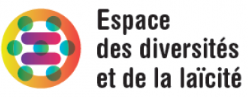 Espace
des diversités
et de la laïcité